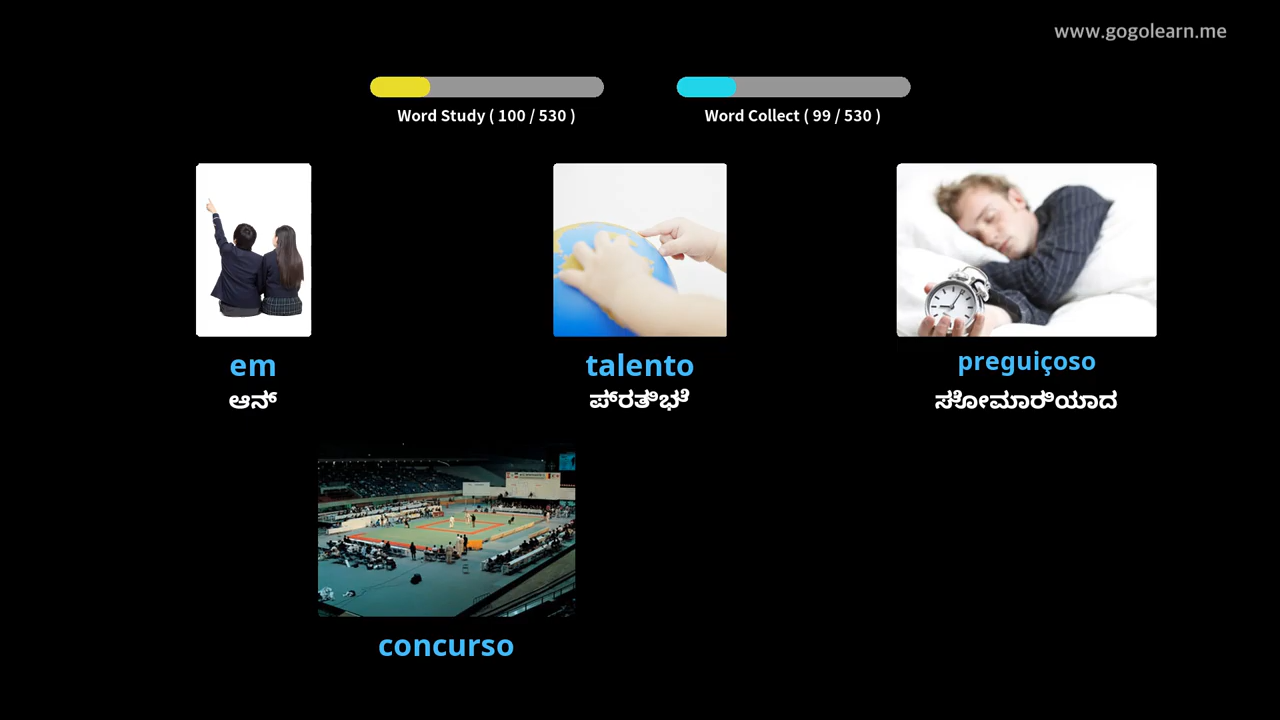 www.gogolearn.me
Word Study ( 100 / 530 )
Word Collect ( 99 / 530 )
em
talento
preguiçoso
ಆನ್
ಪ್ರತಿಭೆ
ಸೋಮಾರಿಯಾದ
concurso